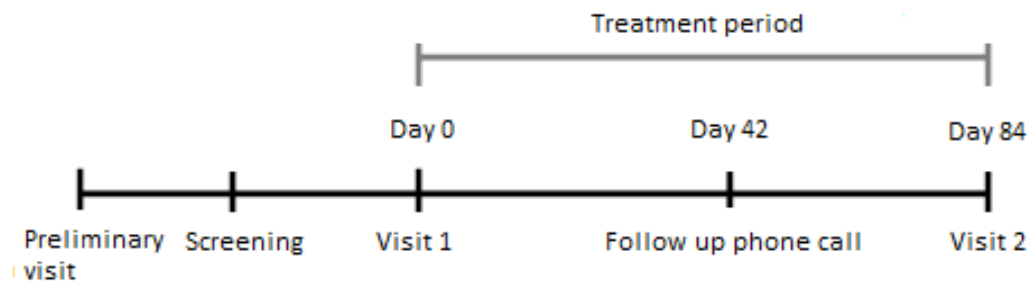 Treatment period
Day 0 Day 42 Day 84
Preliminary visit
Screening
Visit 1
Follow up phone call
Visit 2